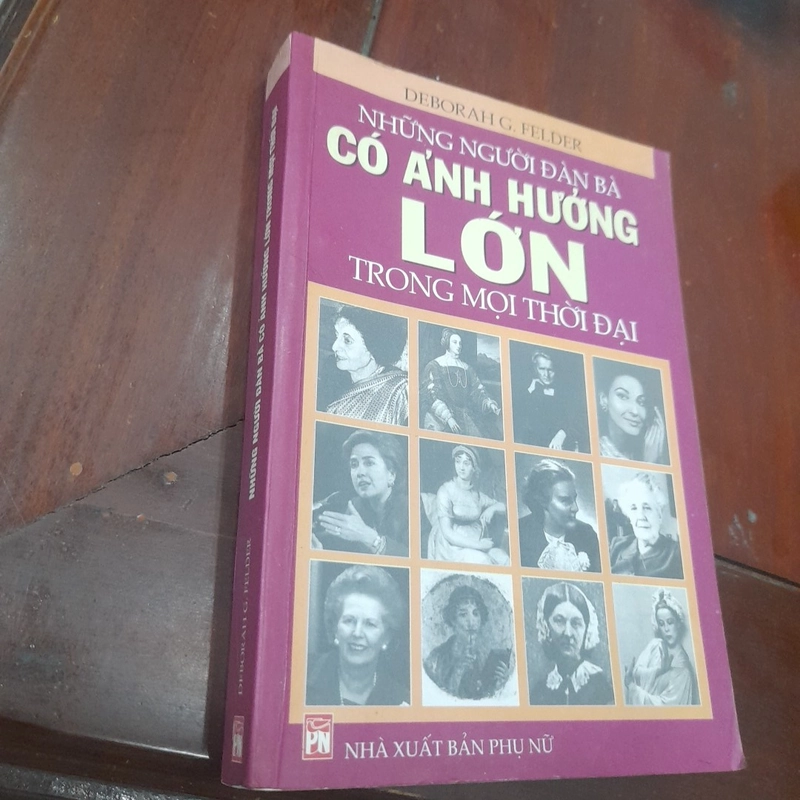 DEBORAH G. FELDER
NHỮNG NGƯỜI ĐÀN BÀ
CÓ ẢNH HƯỞNG
LỚN
TRONG MỌI THỜI ĐẠI
NHÀ XUẤT BẢN PHỤ NỮ
PN
DEBORAH G. FELDER
NHỮNG NGƯỜI ĐÀN BÀ CÓ ẢNH HƯỞNG LỚN TRONG MỌI THỜI ĐẠI
PN